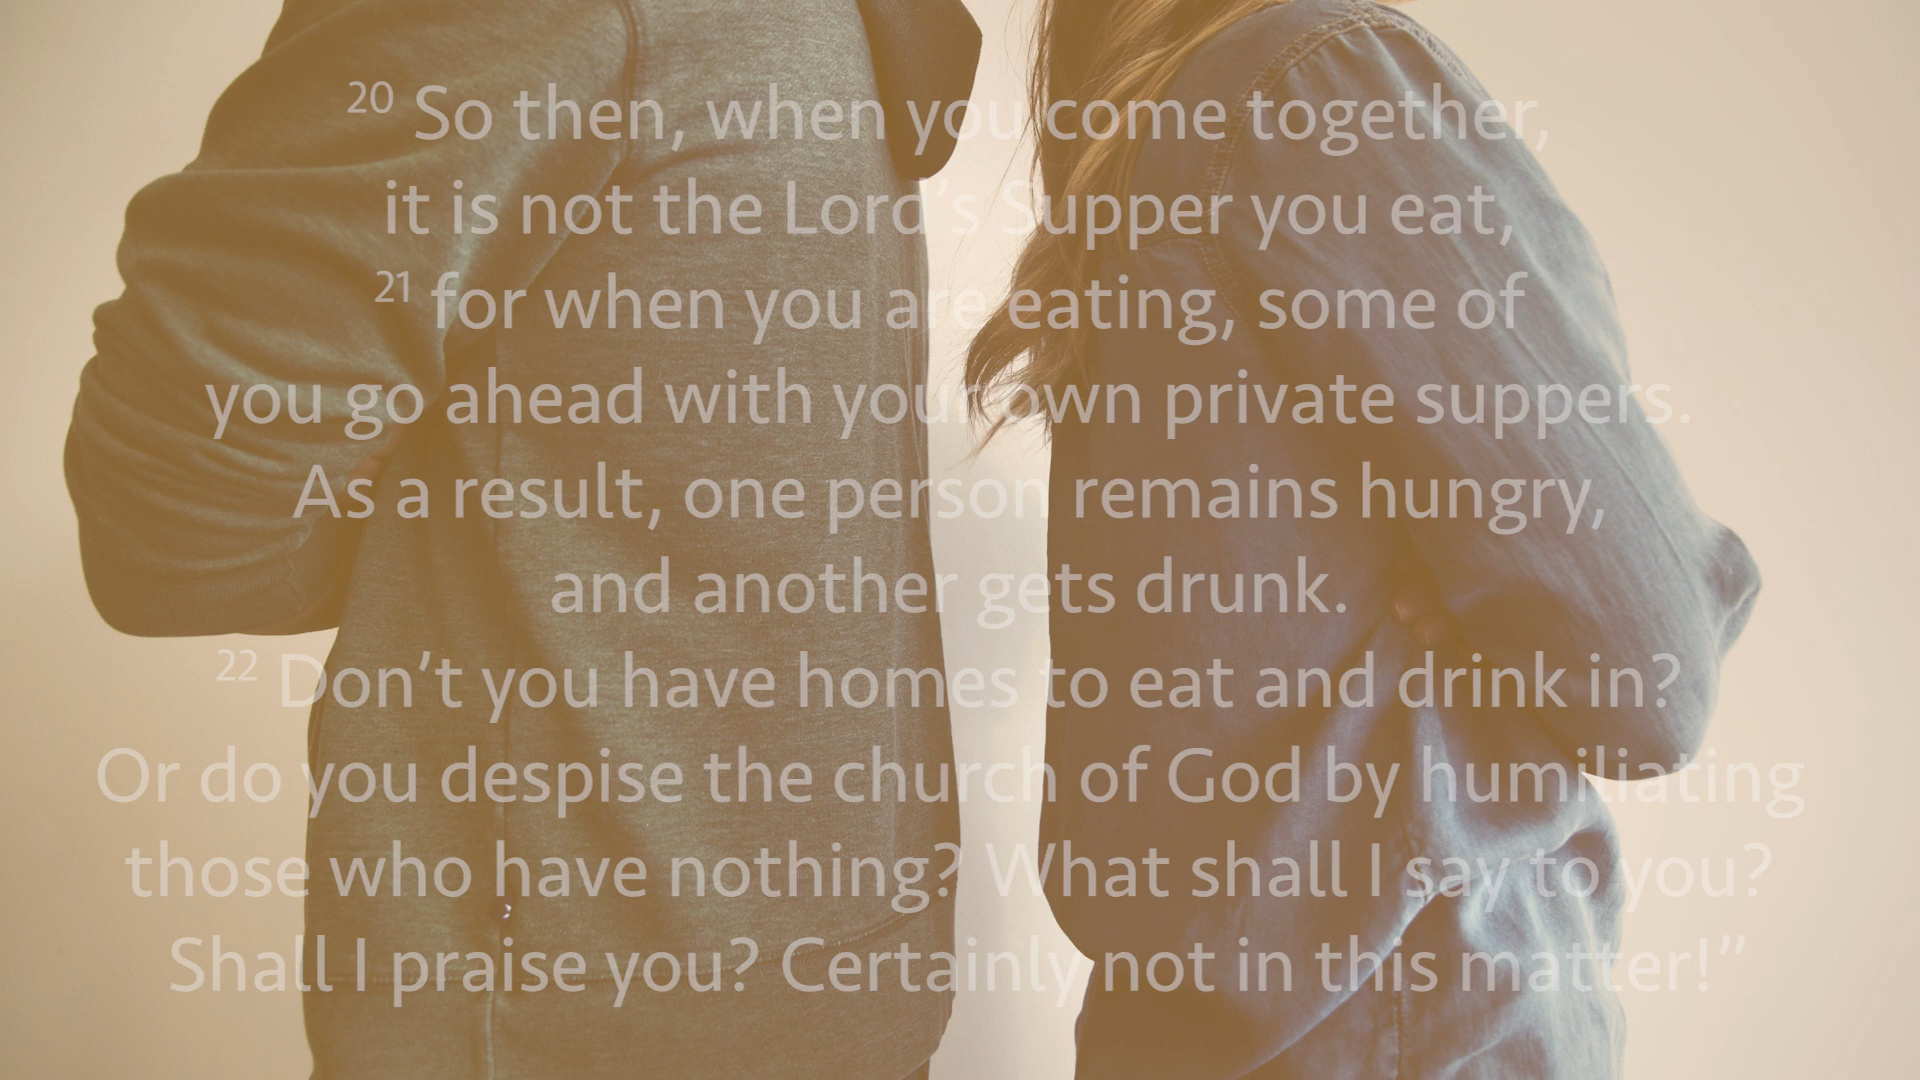 20 So then, when you come together,
it is not the Lord’s Supper you eat,
21 for when you are eating, some of
you go ahead with your own private suppers.
As a result, one person remains hungry,
and another gets drunk.
22 Don’t you have homes to eat and drink in?
Or do you despise the church of God by humiliating
those who have nothing? What shall I say to you?
Shall I praise you? Certainly not in this matter!”